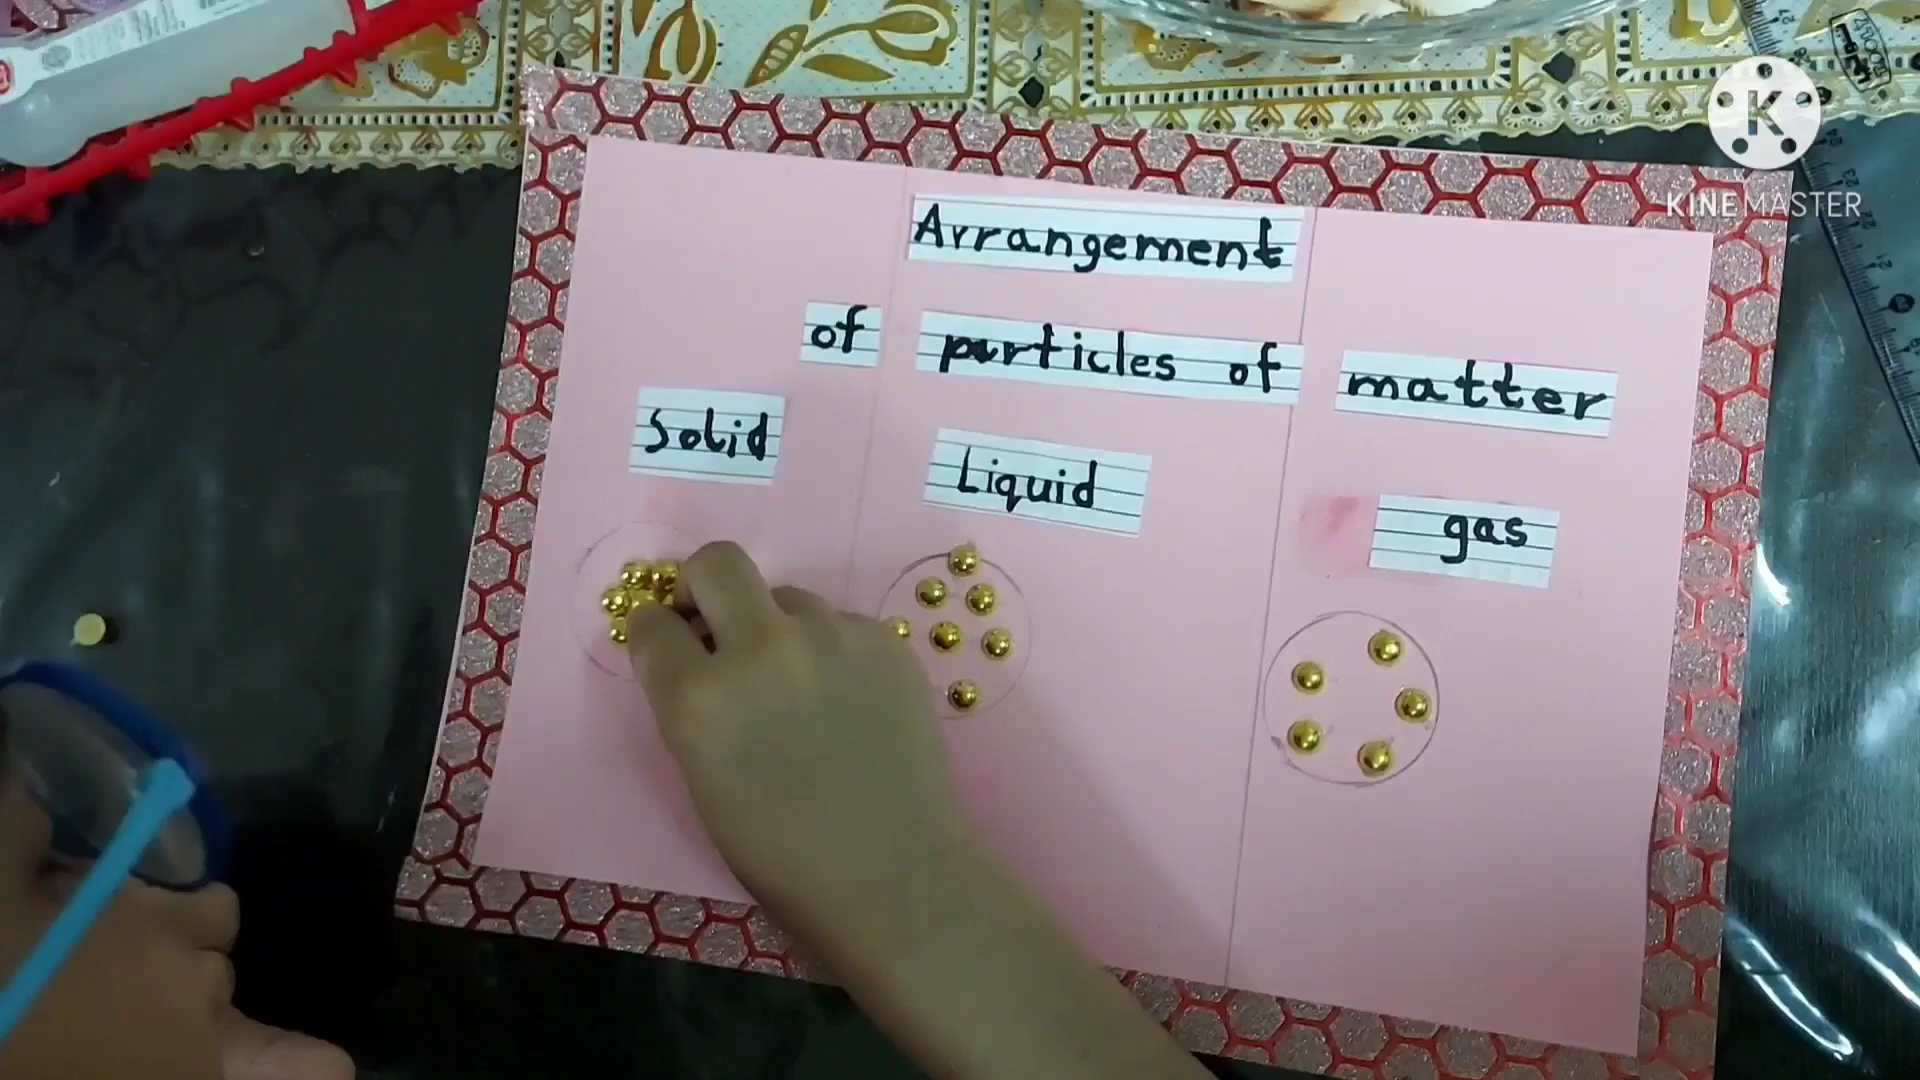 K
KINEMASTER
Arrangement
of particles of matter
Solid
Liquid
gas